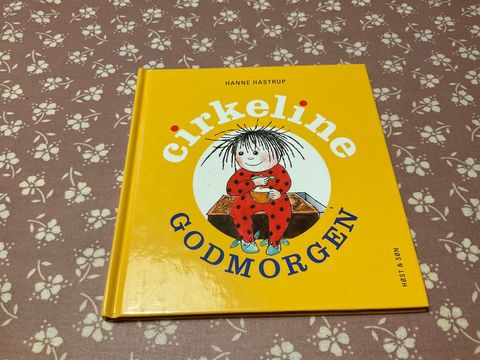 HANNE HASTRUP
cirkeline
GODMORGEN
HØST & SØN